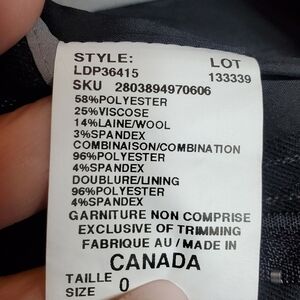 STYLE: LOT
LDP36415 133339
SKU 2803894970606
58%POLYESTER
25%VISCOSE
14%LAINE/WOOL
3%SPANDEX
COMBINAISON/COMBINATION
96%POLYESTER
4%SPANDEX
DOUBLURE/LINING
96%POLYESTER
4%SPANDEX
GARNITURE NON COMPRISE
EXCLUSIVE OF TRIMMING
FABRIQUE AU / MADE IN
CANADA
TAILLE 0
SIZE